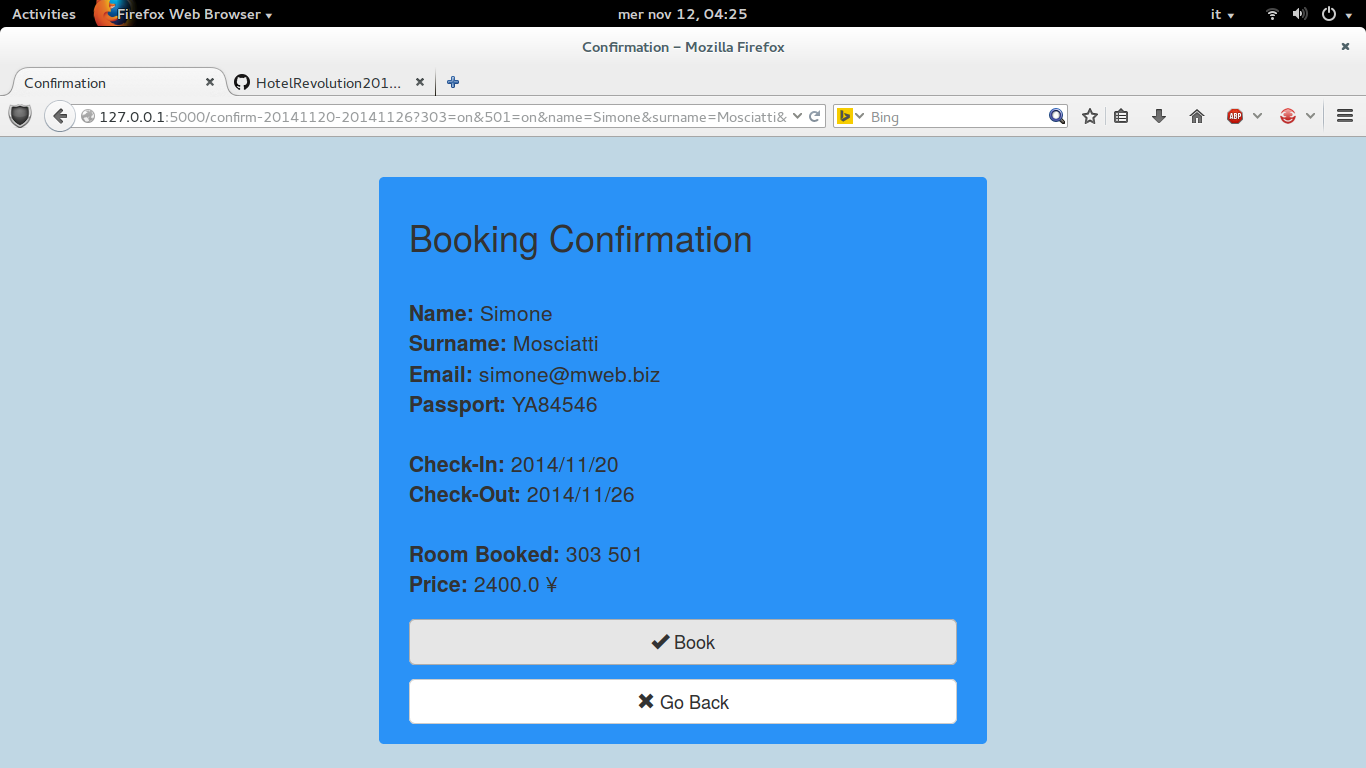 Activities Firefox Web Browser mer nov 12, 04:25 it
Confirmation – Mozilla Firefox
Confirmation HotelRevolution201...
127.0.0.1:5000/confirm-20141120-20141126?303=on&501=on&name=Simone&surname=Mosciatti& Bing ABP
Booking Confirmation
Name: Simone
Surname: Mosciatti
Email: simone@mweb.biz
Passport: YA84546
Check-In: 2014/11/20
Check-Out: 2014/11/26
Room Booked: 303 501
Price: 2400.0 ¥
Book
Go Back